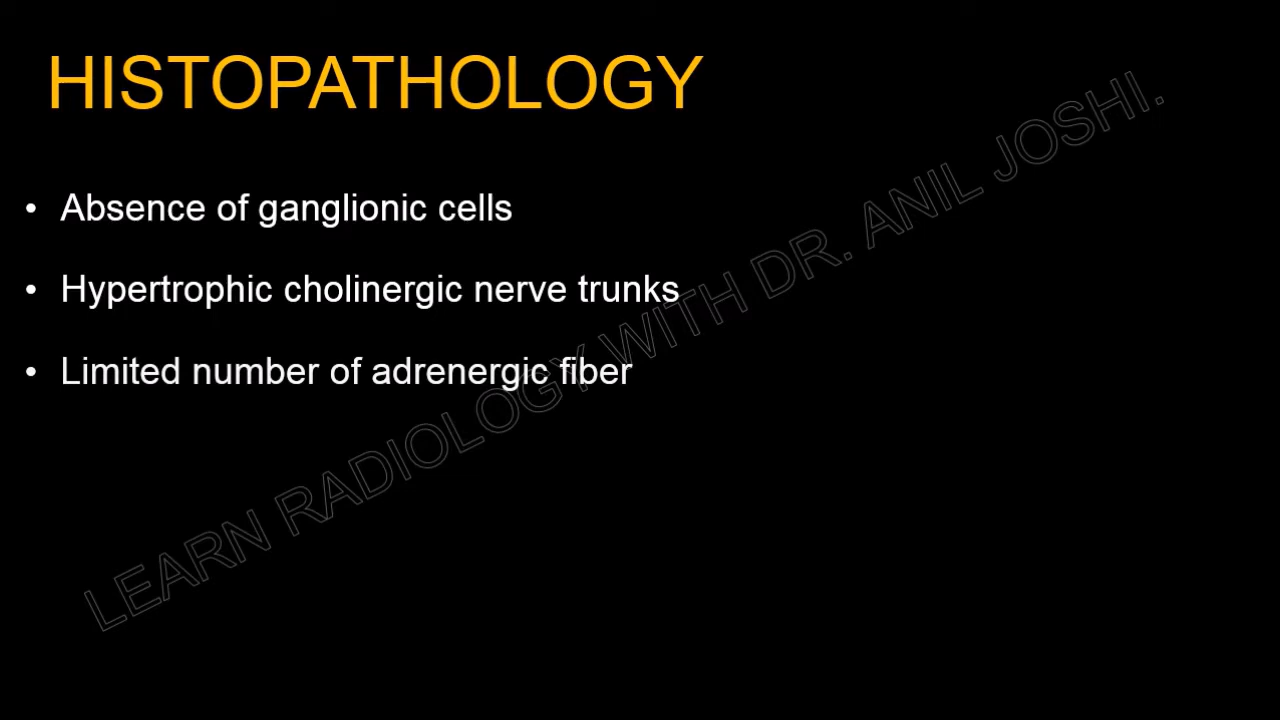 HISTOPATHOLOGY
• Absence of ganglionic cells
• Hypertrophic cholinergic nerve trunks
• Limited number of adrenergic fiber
LEARN RADIOLOGY WITH DR. ANIL JOSHI.